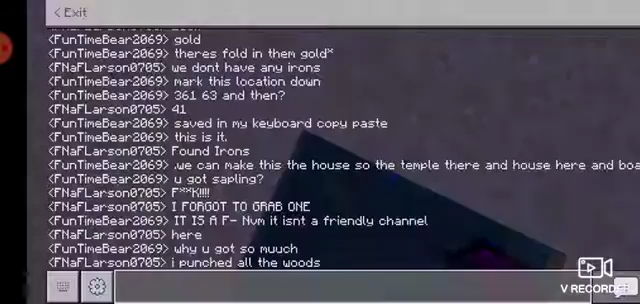 < Exit
<FunTimeBear2069> gold
<FunTimeBear2069> theres fold in them gold*
<FNaFLarson0705> we dont have any irons
<FunTimeBear2069> mark this location down
<FunTimeBear2069> 361 63 and then?
<FNaFLarson0705> 41
<FunTimeBear2069> saved in my keyboard copy paste
<FunTimeBear2069> this is it.
<FNaFLarson0705> Found Irons
<FunTimeBear2069> .we can make this the house so the temple there and house here and boa
<FunTimeBear2069> u got sapling?
<FNaFLarson0705> F**K!!!!
<FNaFLarson0705> I FORGOT TO GRAB ONE
<FunTimeBear2069> IT IS A F- Nvm it isnt a friendly channel
<FNaFLarson0705> here
<FunTimeBear2069> why u got so muuch
<FNaFLarson0705> i punched all the woods
V RECORDER